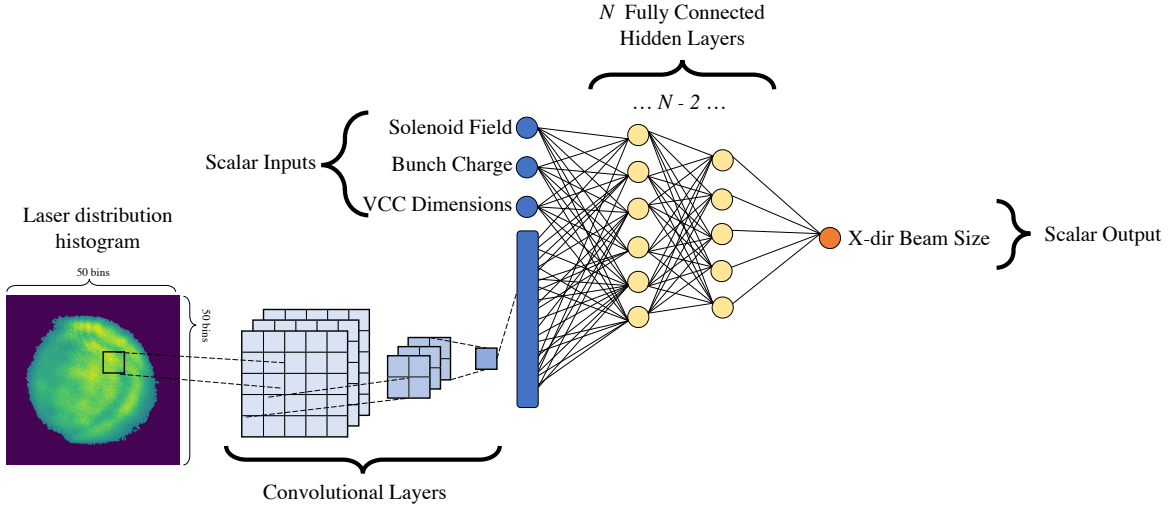 N Fully Connected
Hidden Layers
... N - 2 ...
Scalar Inputs
Solenoid Field
Bunch Charge
VCC Dimensions
Laser distribution
histogram
50 bins
50 bins
Convolutional Layers
X-dir Beam Size
Scalar Output